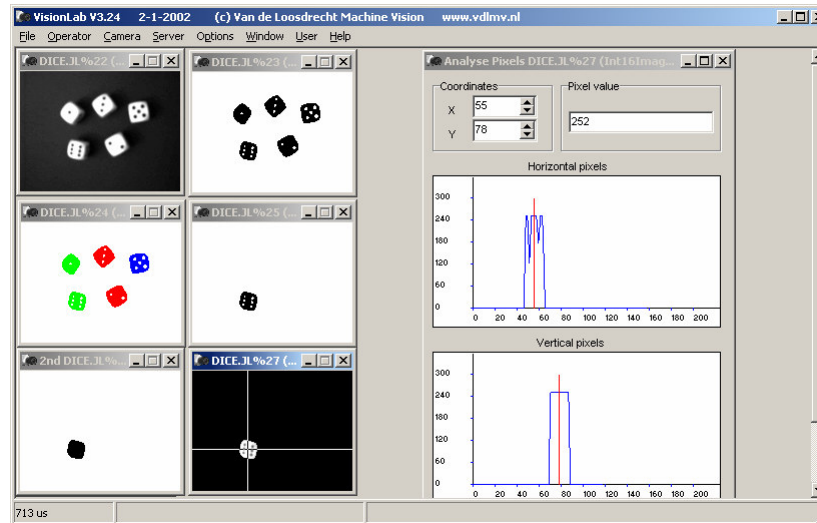 VisionLab V3.24 2-1-2002 (c) Van de Loosdrecht Machine Vision www.vdlmv.nl
File Operator Camera Server Options Window User Help
DICE.JL%22 (...
DICE.JL%23 (...
DICE.JL%24 (...
DICE.JL%25 (...
2nd DICE.JL%...
DICE.JL%27 (...
Analyse Pixels DICE.JL%27 (Int16Imag...
Coordinates
X 55
Y 78
Pixel value
252
Horizontal pixels
300
240
180
120
60
0 20 40 60 80 100 120 140 160 180 200
Vertical pixels
300
240
180
120
60
0 20 40 60 80 100 120 140 160 180 200
713 us